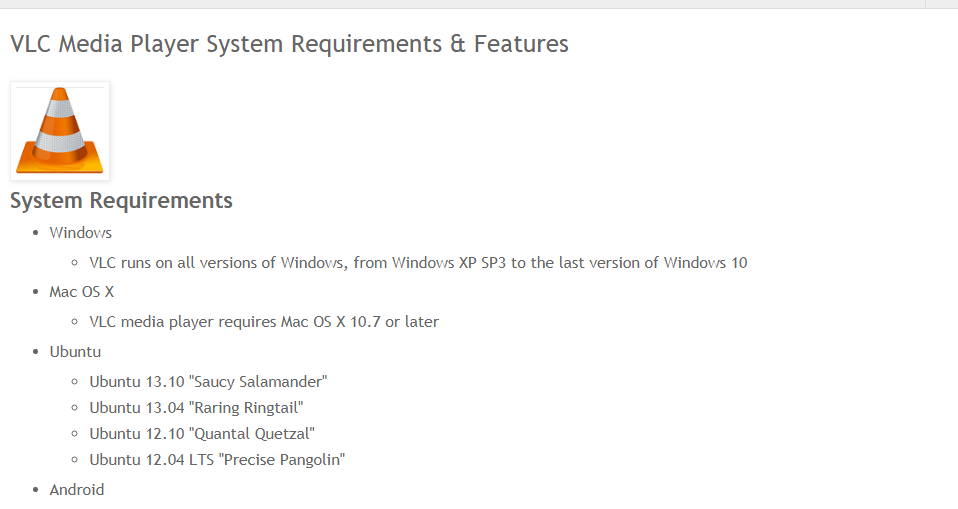 VLC Media Player System Requirements & Features
System Requirements
Windows
VLC runs on all versions of Windows, from Windows XP SP3 to the last version of Windows 10
Mac OS X
VLC media player requires Mac OS X 10.7 or later
Ubuntu
Ubuntu 13.10 "Saucy Salamander"
Ubuntu 13.04 "Raring Ringtail"
Ubuntu 12.10 "Quantal Quetzal"
Ubuntu 12.04 LTS "Precise Pangolin"
Android